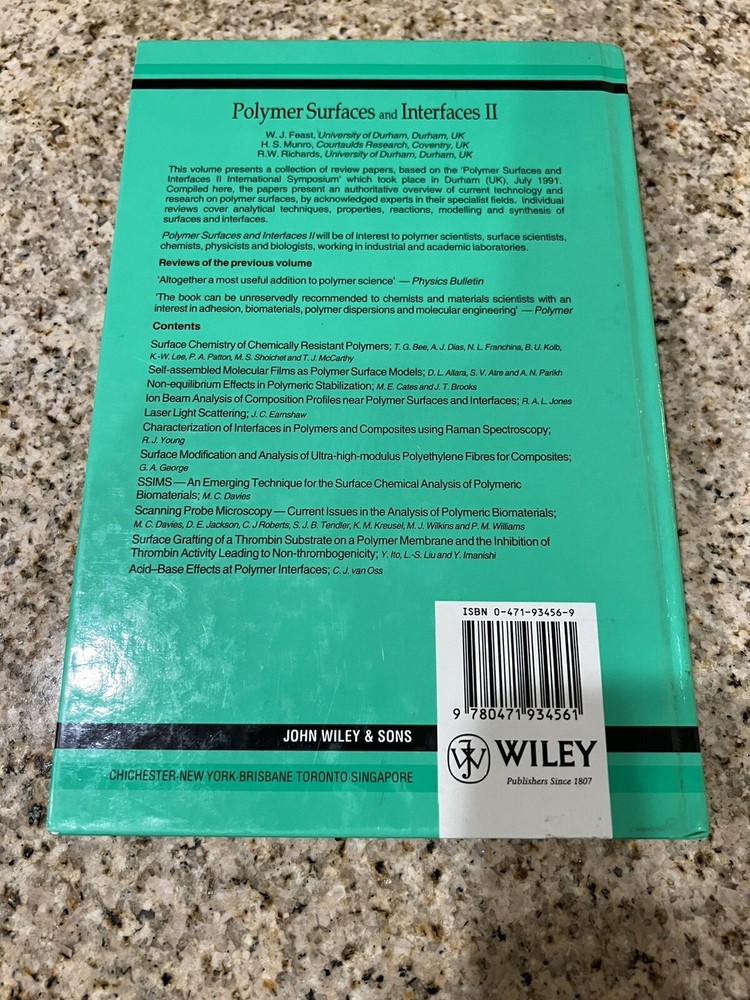 Polymer Surfaces and Interfaces II
W. J. Feast, University of Durham, Durham, UK
H. S. Munro, Courtaulds Research, Coventry, UK
R.W. Richards, University of Durham, Durham, UK
This volume presents a collection of review papers, based on the 'Polymer Surfaces and
Interfaces II International Symposium' which took place in Durham (UK), July 1991.
Compiled here, the papers present an authoritative overview of current technology and
research on polymer surfaces, by acknowledged experts in their specialist fields. Individual
reviews cover analytical techniques, properties, reactions, modelling and synthesis of
surfaces and interfaces.
Polymer Surfaces and Interfaces II will be of interest to polymer scientists, surface scientists,
chemists, physicists and biologists, working in industrial and academic laboratories.
Reviews of the previous volume
'Altogether a most useful addition to polymer science' — Physics Bulletin
'The book can be unreservedly recommended to chemists and materials scientists with an
interest in adhesion, biomaterials, polymer dispersions and molecular engineering' — Polymer
Contents
Surface Chemistry of Chemically Resistant Polymers; T. G. Bee, A. J. Dias, N. L. Franchina, B. U. Kolb,
K.-W. Lee, P. A. Patton, M. S. Shoichet and T. J. McCarthy
Self-assembled Molecular Films as Polymer Surface Models; D. L. Allara, S. V. Atre and A. N. Parikh
Non-equilibrium Effects in Polymeric Stabilization; M. E. Cates and J. T. Brooks
Ion Beam Analysis of Composition Profiles near Polymer Surfaces and Interfaces; R. A. L. Jones
Laser Light Scattering; J. C. Earnshaw
Characterization of Interfaces in Polymers and Composites using Raman Spectroscopy;
R. J. Young
Surface Modification and Analysis of Ultra-high-modulus Polyethylene Fibres for Composites;
G. A. George
SSIMS — An Emerging Technique for the Surface Chemical Analysis of Polymeric
Biomaterials; M. C. Davies
Scanning Probe Microscopy — Current Issues in the Analysis of Polymeric Biomaterials;
M. C. Davies, D. E. Jackson, C. J Roberts, S. J. B. Tendler, K. M. Kreusel, M. J. Wilkins and P. M. Williams
Surface Grafting of a Thrombin Substrate on a Polymer Membrane and the Inhibition of
Thrombin Activity Leading to Non-thrombogenicity; Y. Ito, L.-S. Liu and Y. Imanishi
Acid–Base Effects at Polymer Interfaces; C. J. van Oss
ISBN 0-471-93456-9
9 780471 934561
JOHN WILEY & SONS
WILEY
Publishers Since 1807
CHICHESTER·NEW YORK·BRISBANE·TORONTO·SINGAPORE